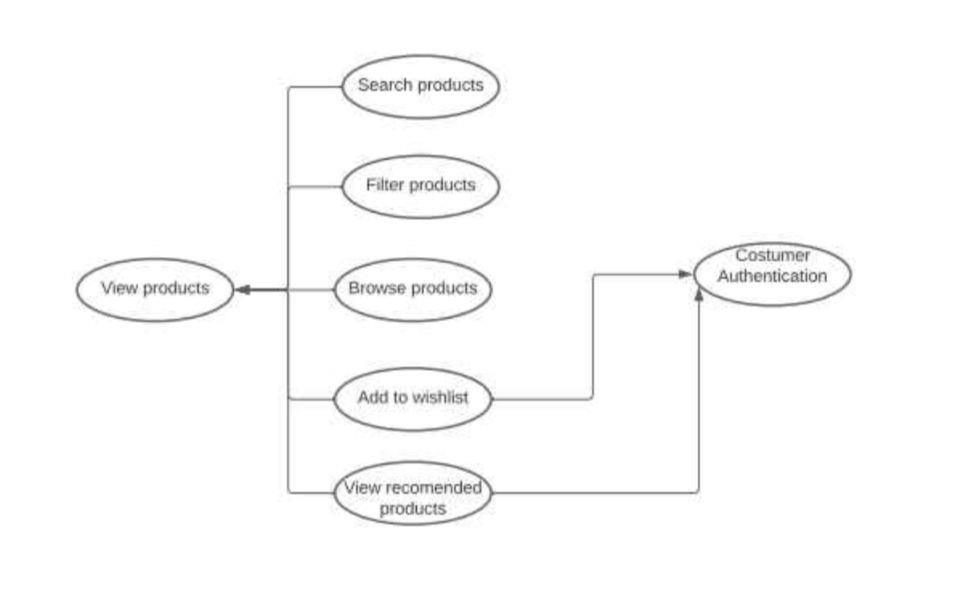 Search products
Filter products
View products
Browse products
Costumer
Authentication
Add to wishlist
View recomended
products